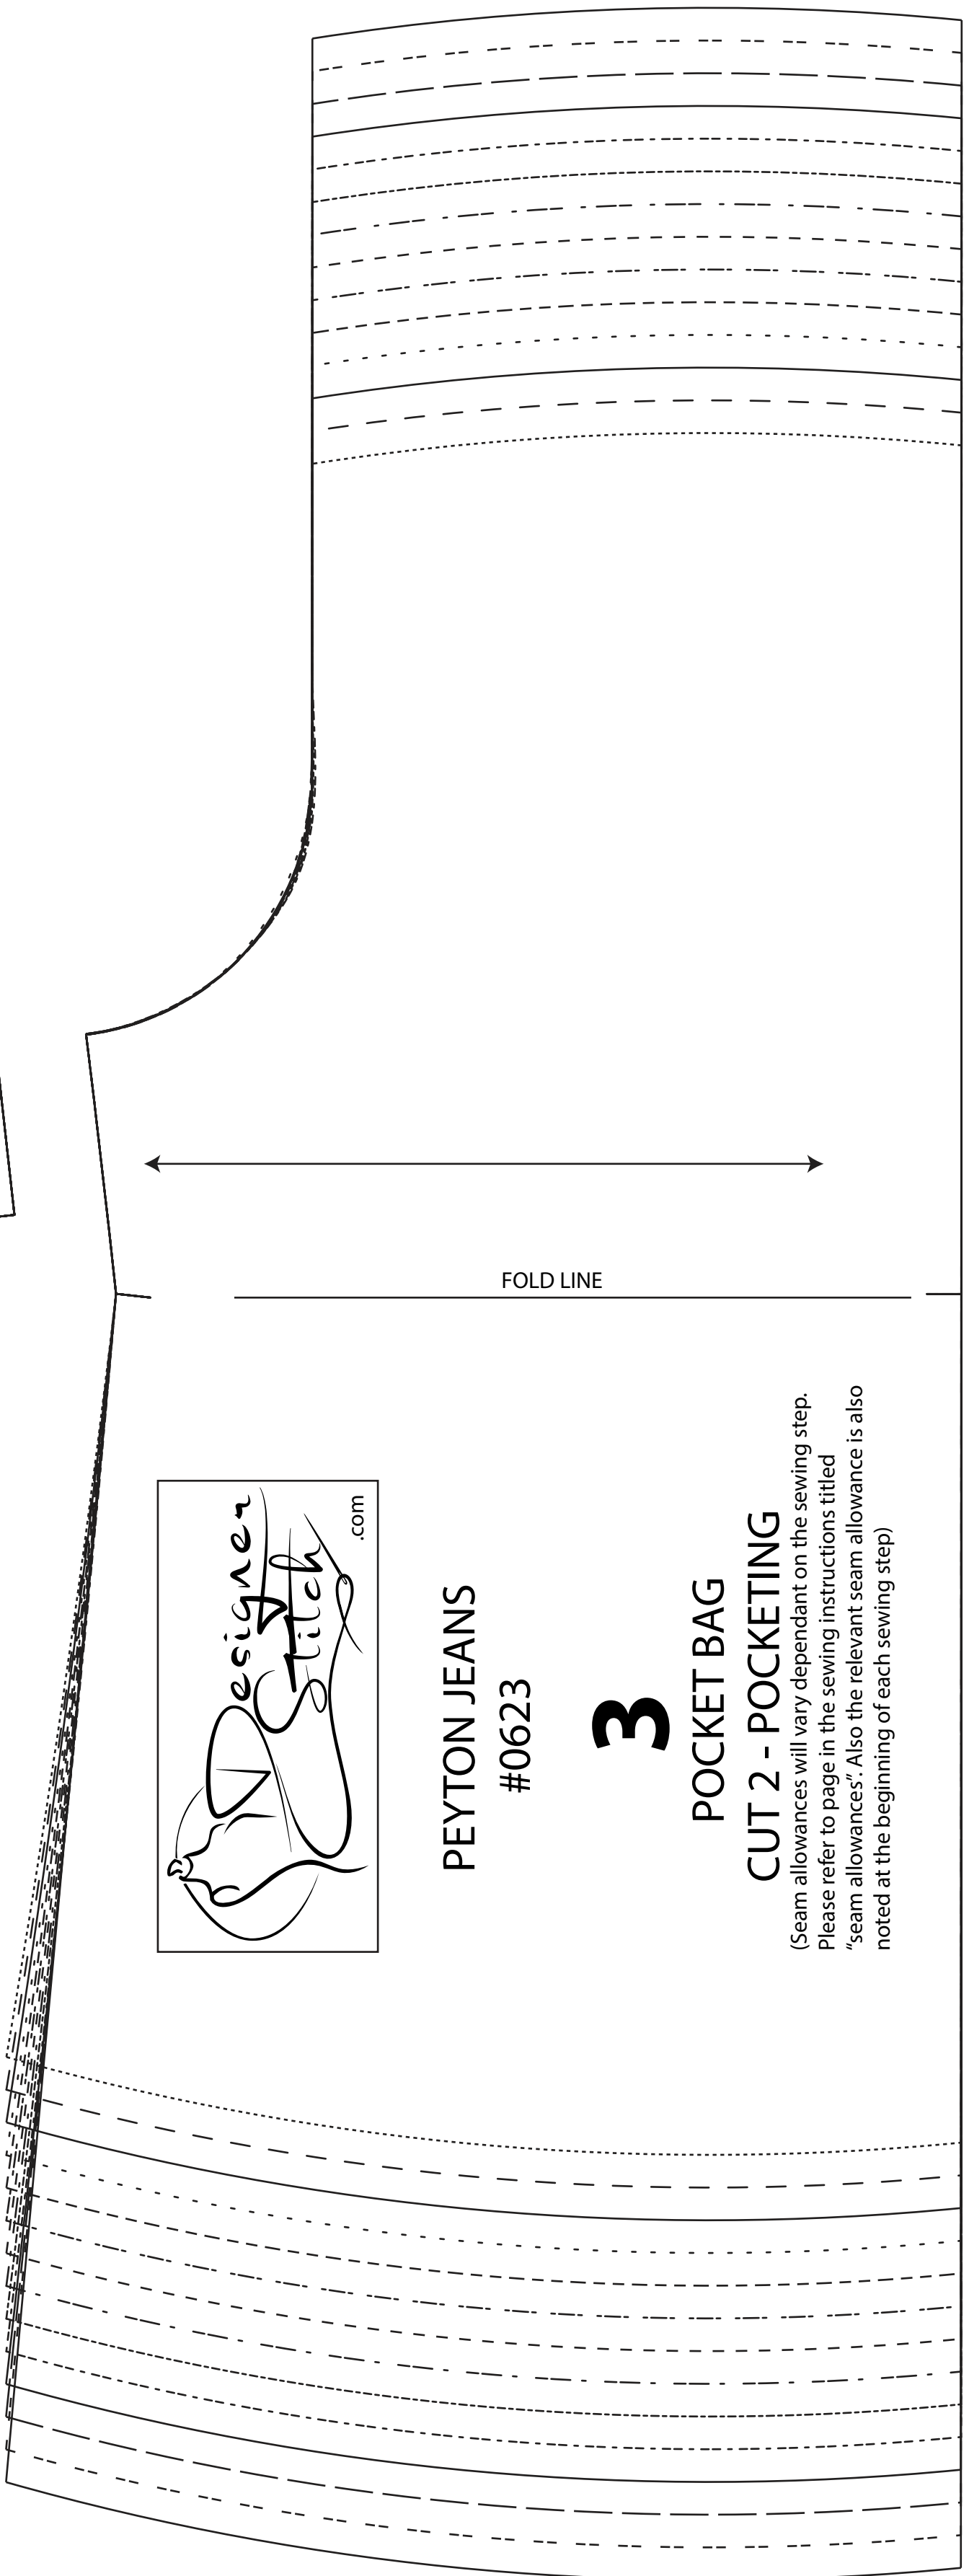 FOLD LINE
Designer
Stitch
.com
PEYTON JEANS
#0623
3
POCKET BAG
CUT 2 - POCKETING
(Seam allowances will vary dependant on the sewing step.
Please refer to page in the sewing instructions titled
“seam allowances”. Also the relevant seam allowance is also
noted at the beginning of each sewing step)